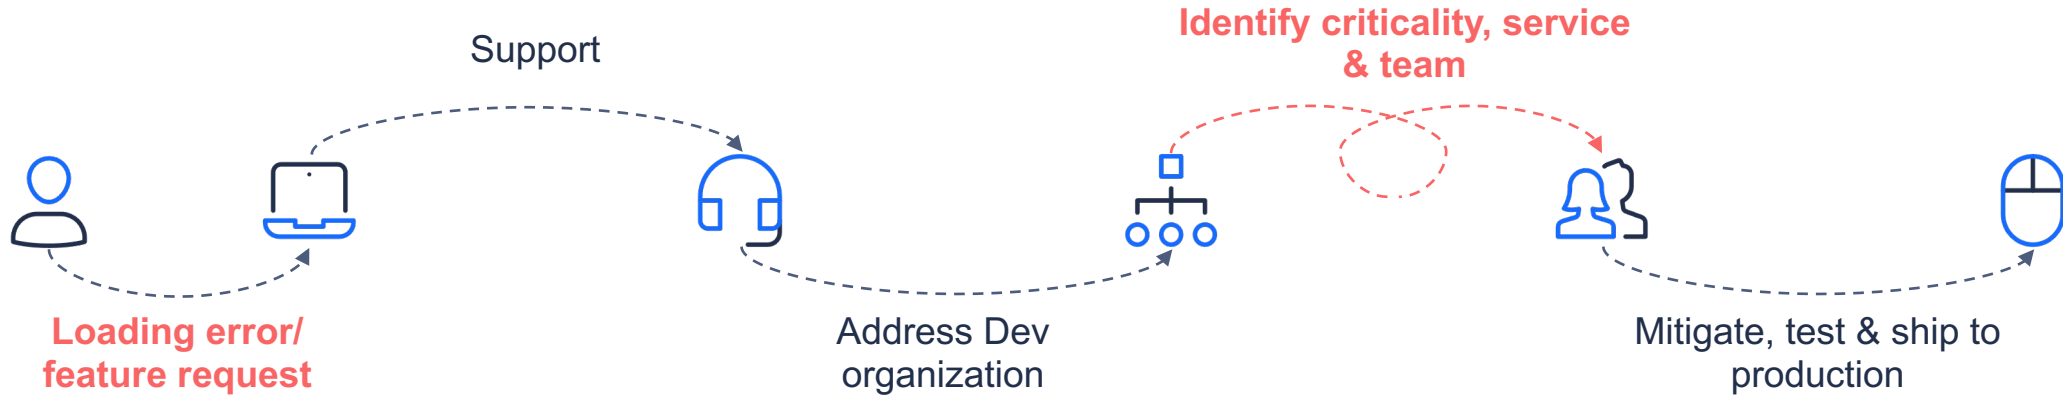 Identify criticality, service
& team
Support
Loading error/
feature request
Address Dev
organization
Mitigate, test & ship to
production